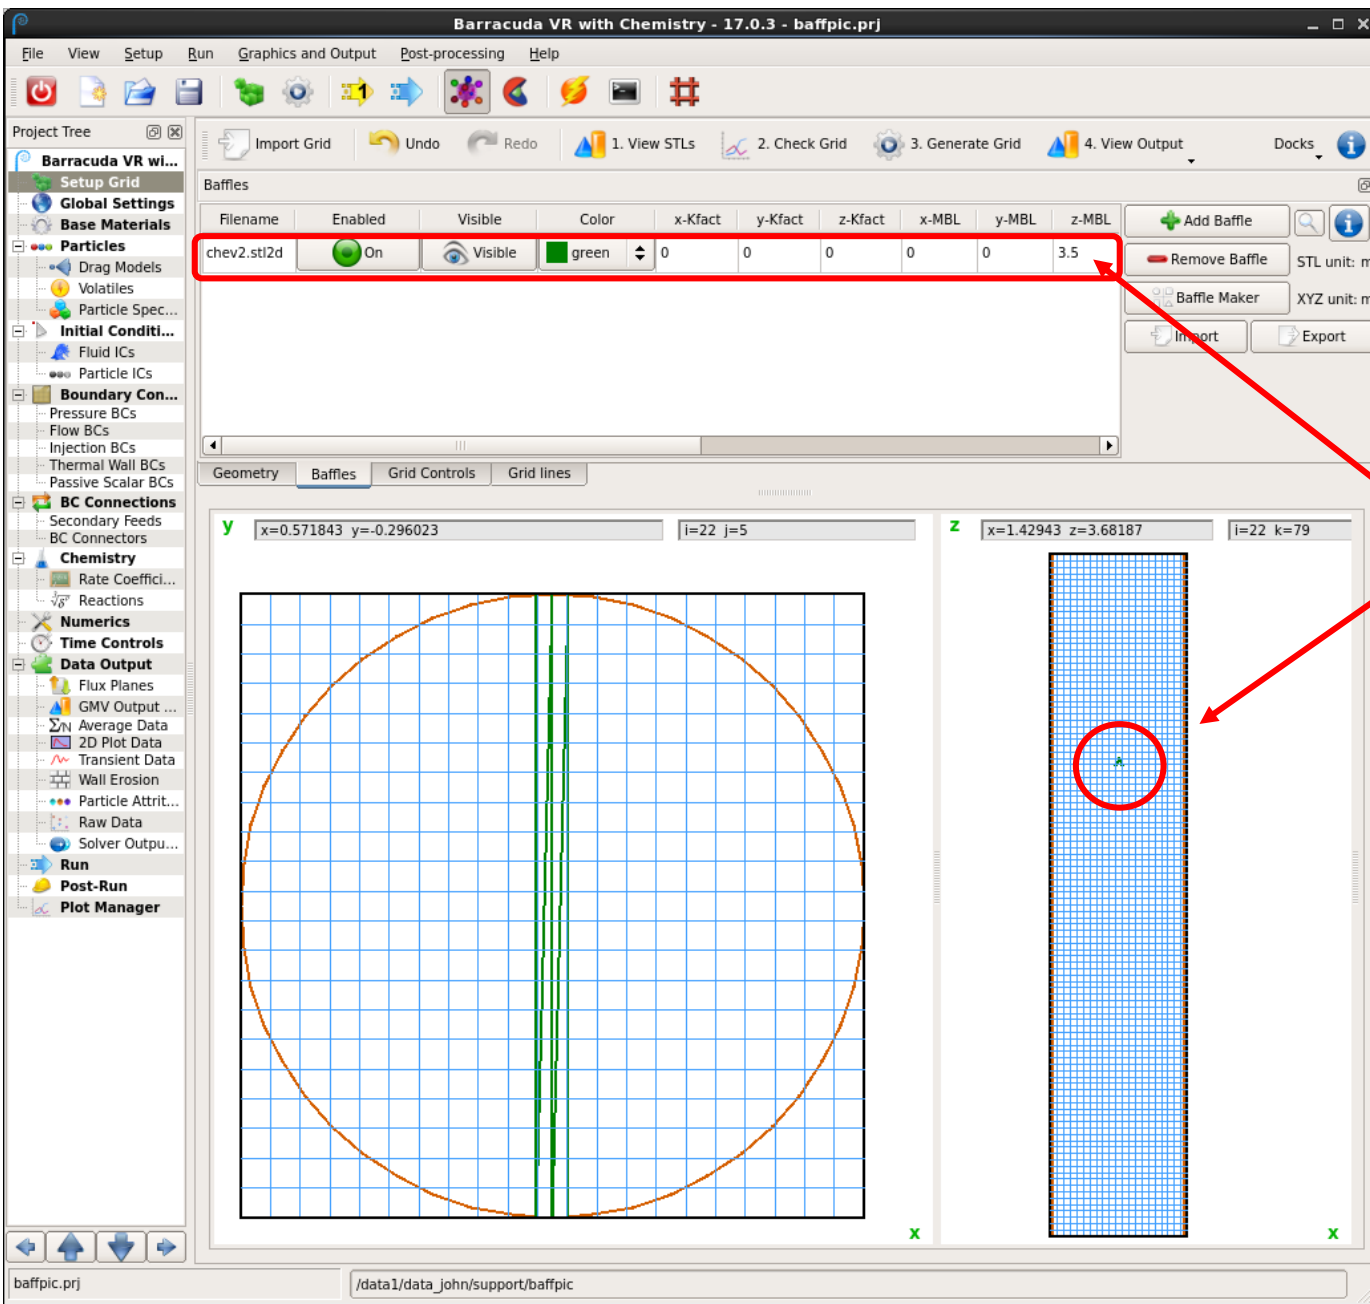 Barracuda VR with Chemistry - 17.0.3 - baffpic.prj
File View Setup Run Graphics and Output Post-processing Help
Project Tree
Import Grid Undo Redo 1. View STLs 2. Check Grid 3. Generate Grid 4. View Output Docks
Barracuda VR wi...
Setup Grid
Global Settings
Base Materials
Particles
Drag Models
Volatiles
Particle Spec...
Initial Conditi...
Fluid ICs
Particle ICs
Boundary Con...
Pressure BCs
Flow BCs
Injection BCs
Thermal Wall BCs
Passive Scalar BCs
BC Connections
Secondary Feeds
BC Connectors
Chemistry
Rate Coeffici...
Reactions
Numerics
Time Controls
Data Output
Flux Planes
GMV Output ...
Average Data
2D Plot Data
Transient Data
Wall Erosion
Particle Attrit...
Raw Data
Solver Outpu...
Run
Post-Run
Plot Manager
Baffles
Filename Enabled Visible Color x-Kfact y-Kfact z-Kfact x-MBL y-MBL z-MBL
chev2.stl2d On Visible green 0 0 0 0 0 3.5
Add Baffle
Remove Baffle STL unit: m
Baffle Maker XYZ unit: m
Import Export
Geometry Baffles Grid Controls Grid lines
y x=0.571843 y=-0.296023 i=22 j=5
z x=1.42943 z=3.68187 i=22 k=79
x
x
baffpic.prj /data1/data_john/support/baffpic